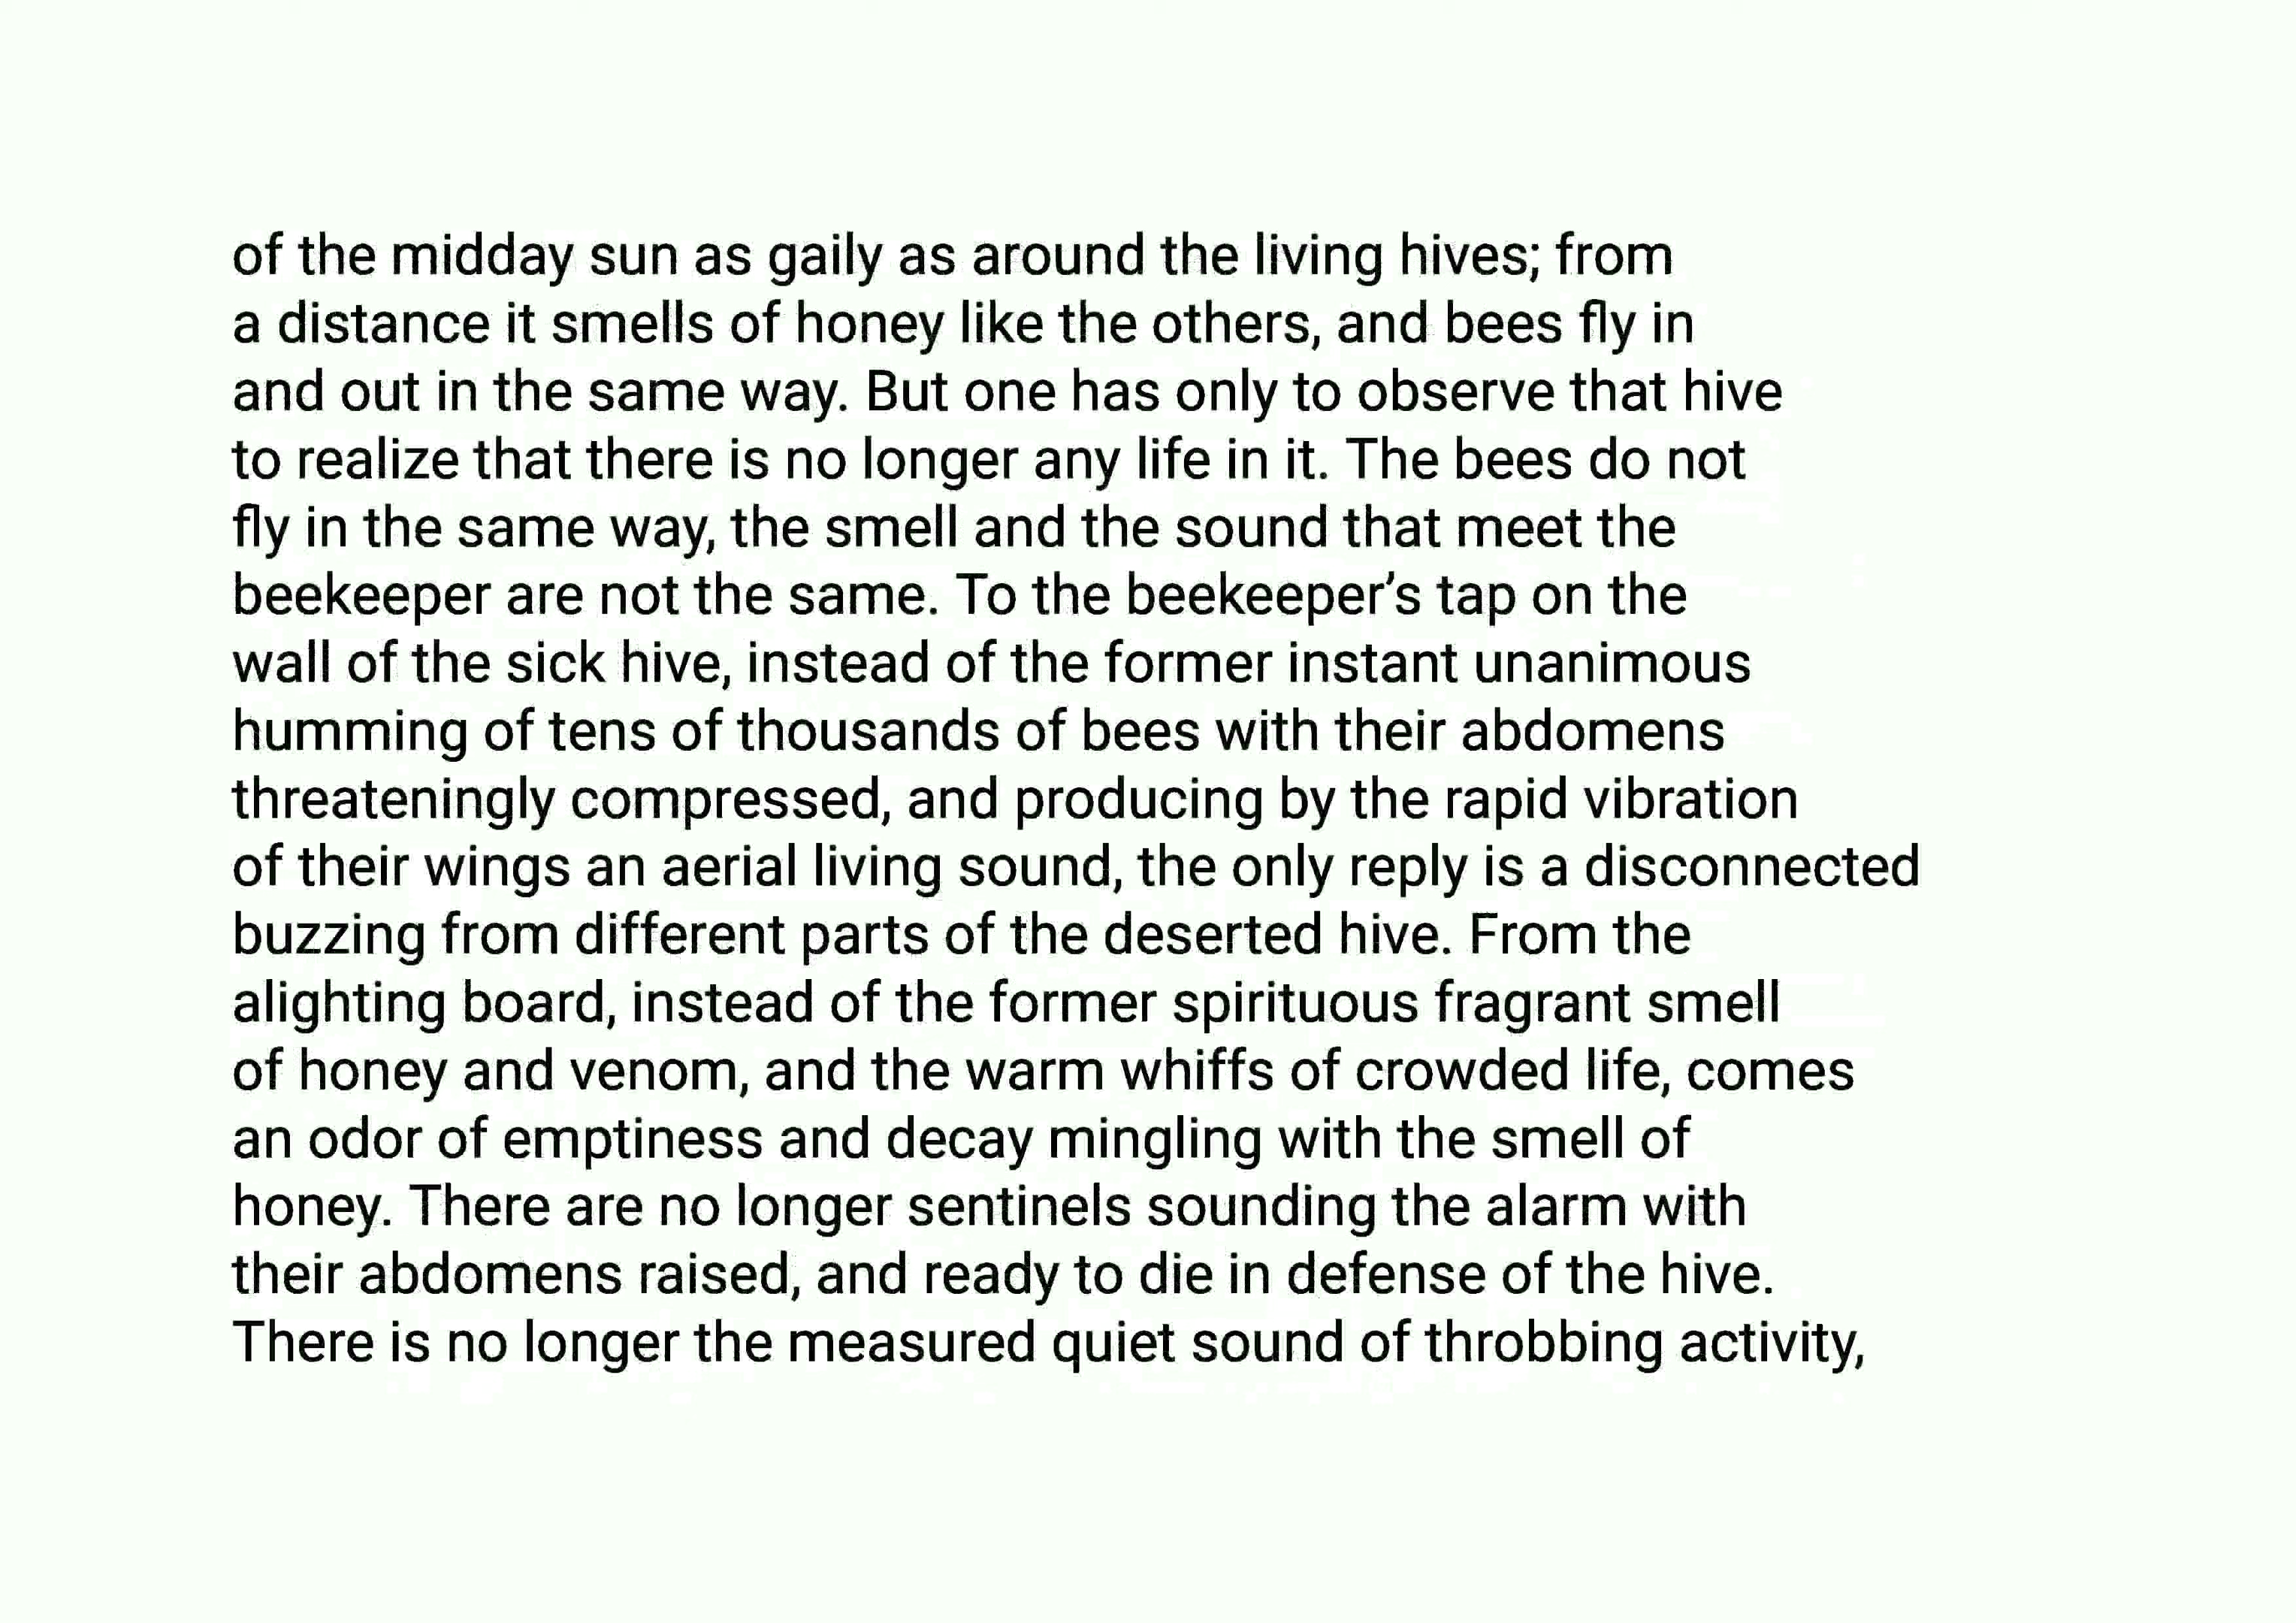 of the midday sun as gaily as around the living hives; from
a distance it smells of honey like the others, and bees fly in
and out in the same way. But one has only to observe that hive
to realize that there is no longer any life in it. The bees do not
fly in the same way, the smell and the sound that meet the
beekeeper are not the same. To the beekeeper’s tap on the
wall of the sick hive, instead of the former instant unanimous
humming of tens of thousands of bees with their abdomens
threateningly compressed, and producing by the rapid vibration
of their wings an aerial living sound, the only reply is a disconnected
buzzing from different parts of the deserted hive. From the
alighting board, instead of the former spirituous fragrant smell
of honey and venom, and the warm whiffs of crowded life, comes
an odor of emptiness and decay mingling with the smell of
honey. There are no longer sentinels sounding the alarm with
their abdomens raised, and ready to die in defense of the hive.
There is no longer the measured quiet sound of throbbing activity,